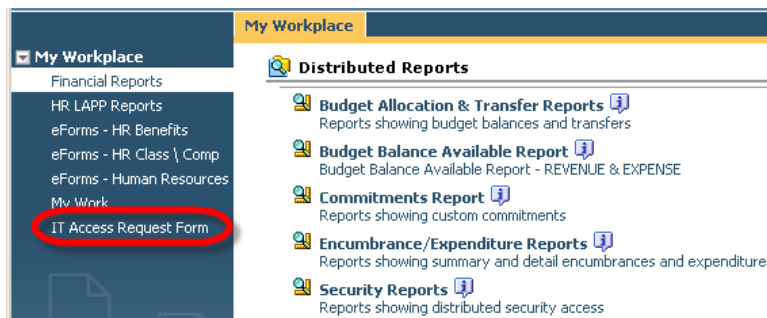 My Workplace
My Workplace
Financial Reports
HR LAPP Reports
eForms - HR Benefits
eForms - HR Class \ Comp
eForms - Human Resources
My Work
IT Access Request Form
Distributed Reports
Budget Allocation & Transfer Reports
Reports showing budget balances and transfers
Budget Balance Available Report
Budget Balance Available Report - REVENUE & EXPENSE
Commitments Report
Reports showing custom commitments
Encumbrance/Expenditure Reports
Reports showing summary and detail encumbrances and expenditure
Security Reports
Reports showing distributed security access